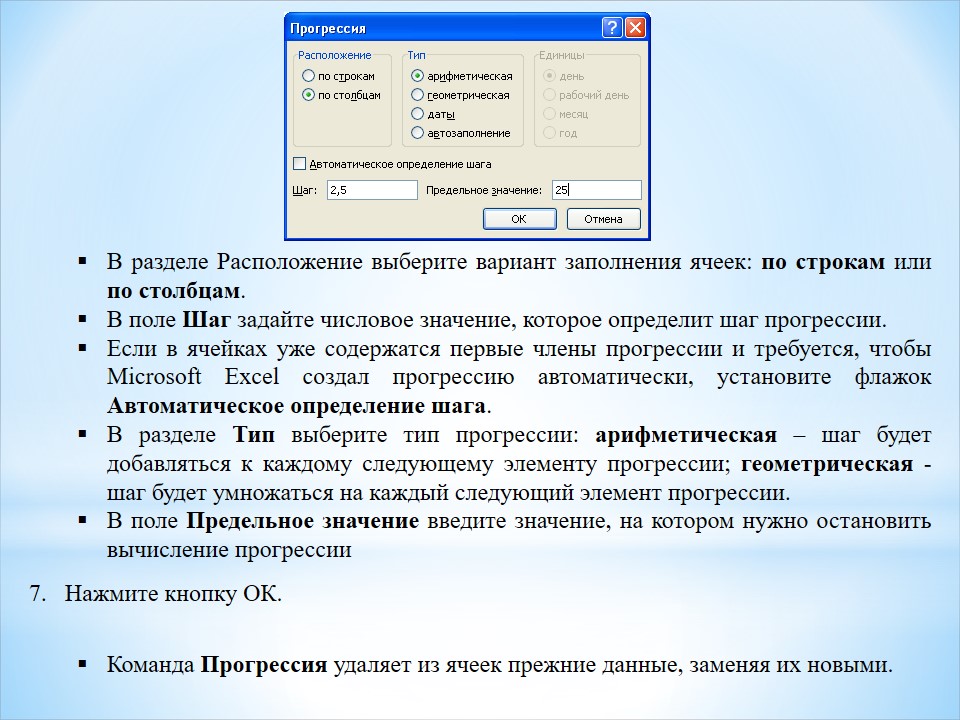 Прогрессия
Расположение
по строкам
по столбцам
Тип
арифметическая
геометрическая
даты
автозаполнение
Единицы
день
рабочий день
месяц
год
Автоматическое определение шага
Шаг: 2,5 Предельное значение: 25
ОК Отмена
▪ В разделе Расположение выберите вариант заполнения ячеек: по строкам или
по столбцам.
▪ В поле Шаг задайте числовое значение, которое определит шаг прогрессии.
▪ Если в ячейках уже содержатся первые члены прогрессии и требуется, чтобы
Microsoft Excel создал прогрессию автоматически, установите флажок
Автоматическое определение шага.
▪ В разделе Тип выберите тип прогрессии: арифметическая – шаг будет
добавляться к каждому следующему элементу прогрессии; геометрическая -
шаг будет умножаться на каждый следующий элемент прогрессии.
▪ В поле Предельное значение введите значение, на котором нужно остановить
вычисление прогрессии
7. Нажмите кнопку ОК.
▪ Команда Прогрессия удаляет из ячеек прежние данные, заменяя их новыми.